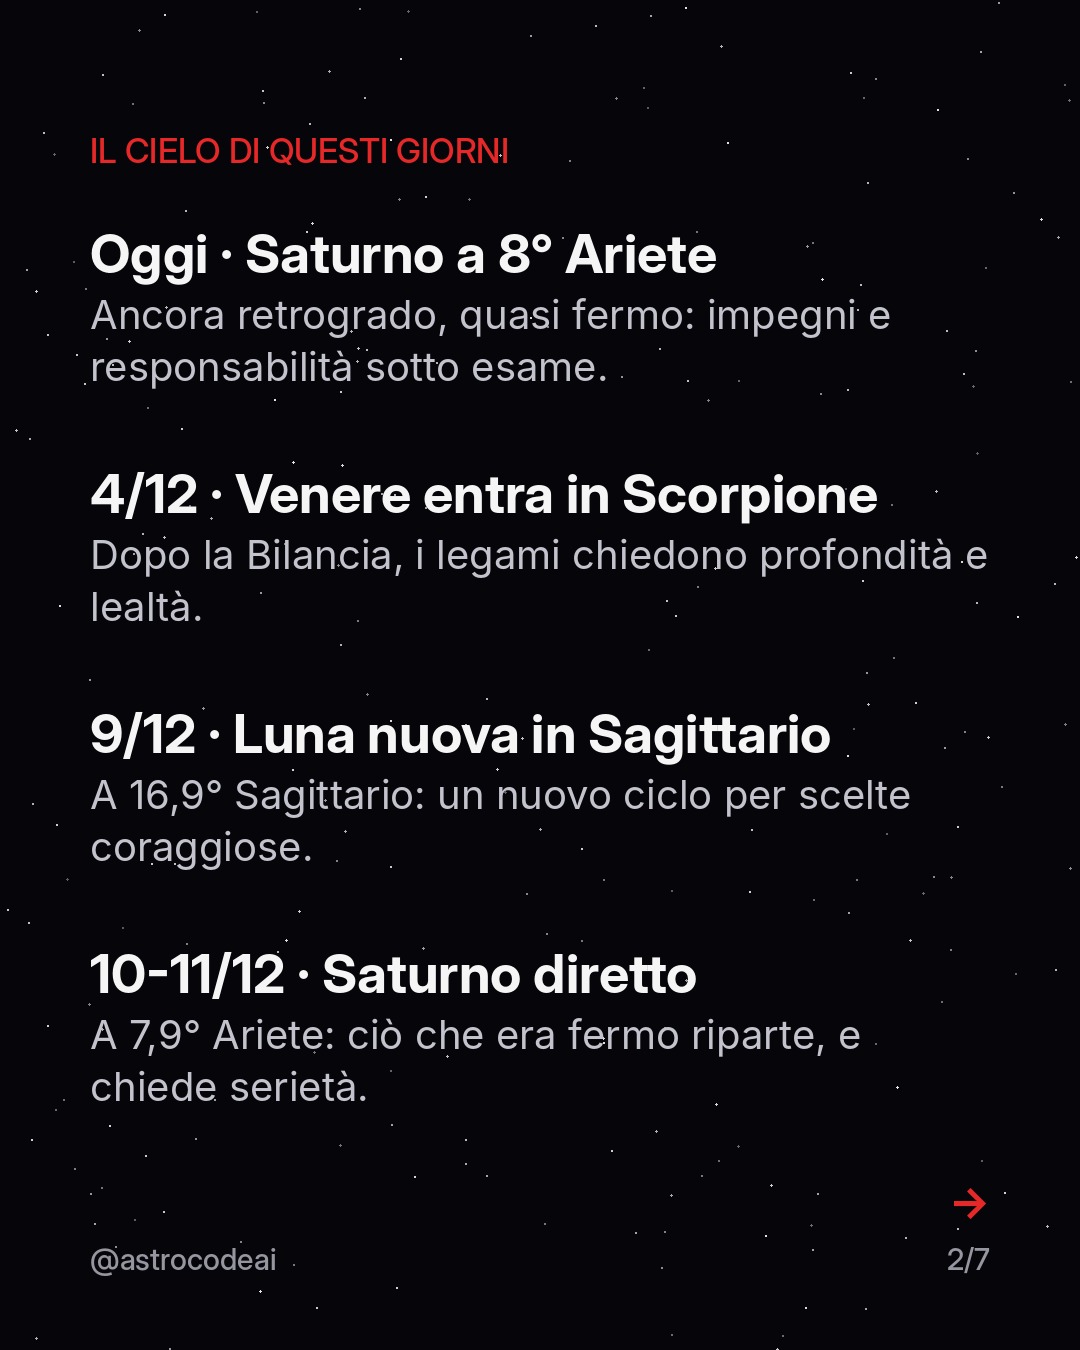 IL CIELO DI QUESTI GIORNI
Oggi · Saturno a 8° Ariete
Ancora retrogrado, quasi fermo: impegni e
responsabilità sotto esame.
4/12 · Venere entra in Scorpione
Dopo la Bilancia, i legami chiedono profondità e
lealtà.
9/12 · Luna nuova in Sagittario
A 16,9° Sagittario: un nuovo ciclo per scelte
coraggiose.
10-11/12 · Saturno diretto
A 7,9° Ariete: ciò che era fermo riparte, e
chiede serietà.
→
@astrocodeai
2/7